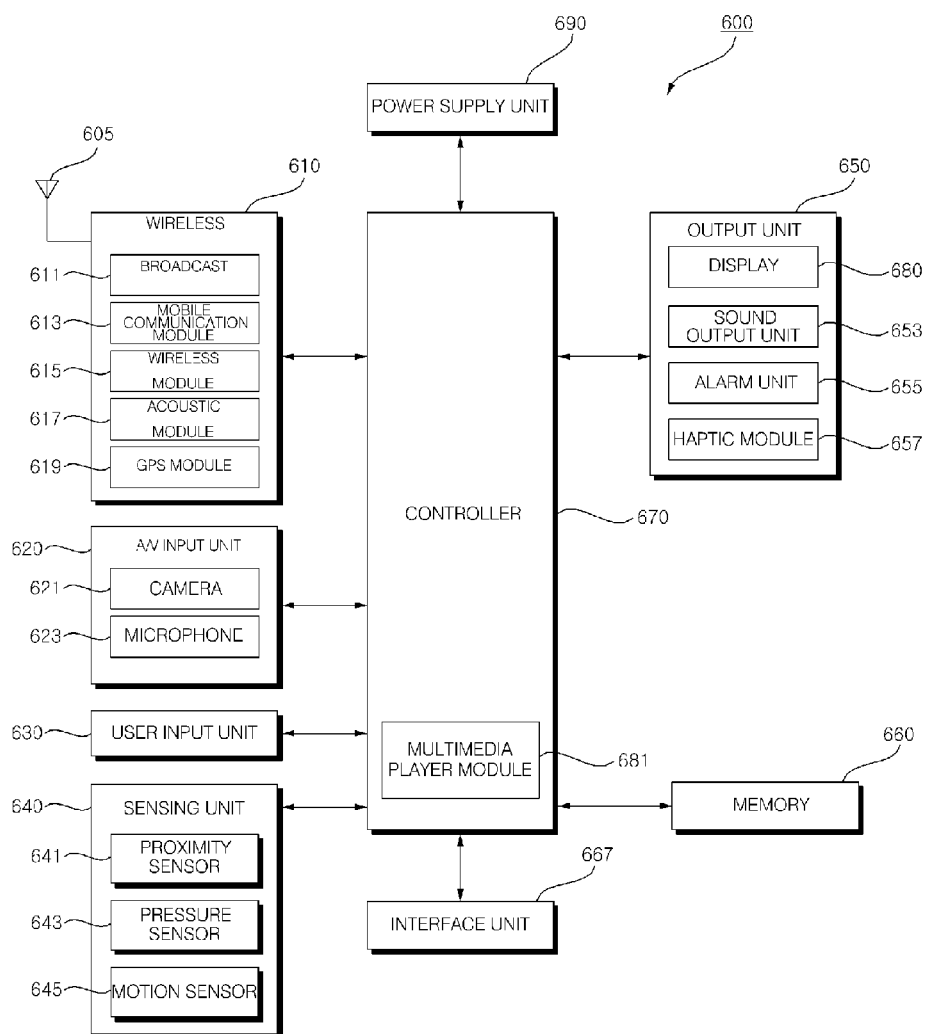 600
690
POWER SUPPLY UNIT
605
610
WIRELESS
611
BROADCAST
613
MOBILE
COMMUNICATION
MODULE
615
WIRELESS
MODULE
617
ACOUSTIC
MODULE
619
GPS MODULE
620
A/V INPUT UNIT
621
CAMERA
623
MICROPHONE
630
USER INPUT UNIT
640
SENSING UNIT
641
PROXIMITY
SENSOR
643
PRESSURE
SENSOR
645
MOTION SENSOR
CONTROLLER
670
MULTIMEDIA
PLAYER MODULE
681
650
OUTPUT UNIT
DISPLAY
680
SOUND
OUTPUT UNIT
653
ALARM UNIT
655
HAPTIC MODULE
657
660
MEMORY
667
INTERFACE UNIT